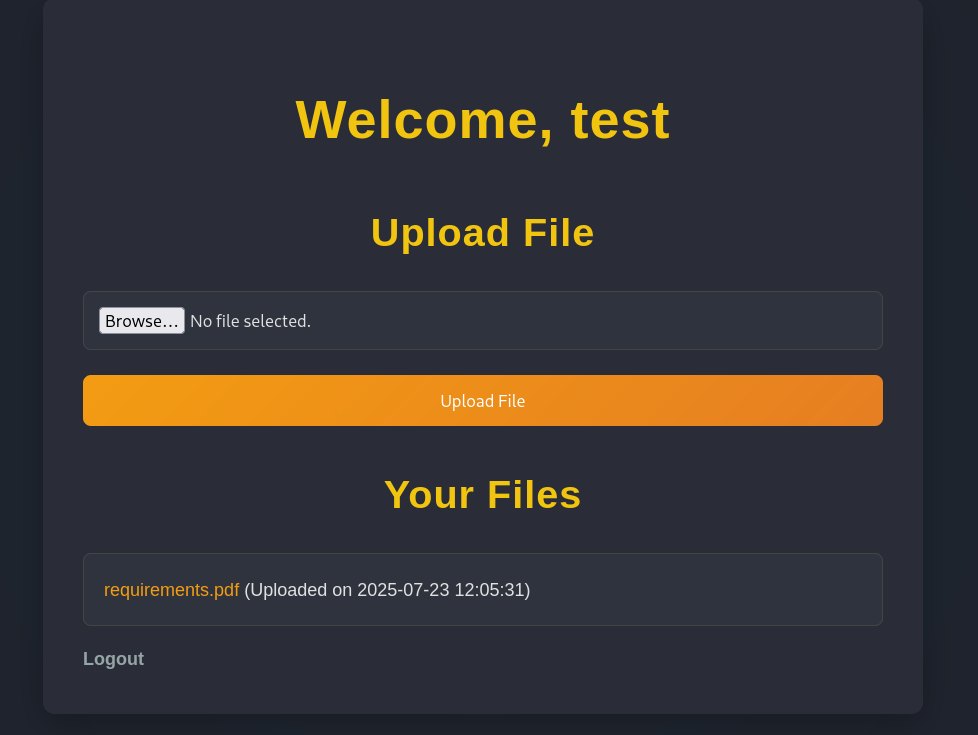 Welcome, test
Upload File
Browse... No file selected.
Upload File
Your Files
requirements.pdf (Uploaded on 2025-07-23 12:05:31)
Logout